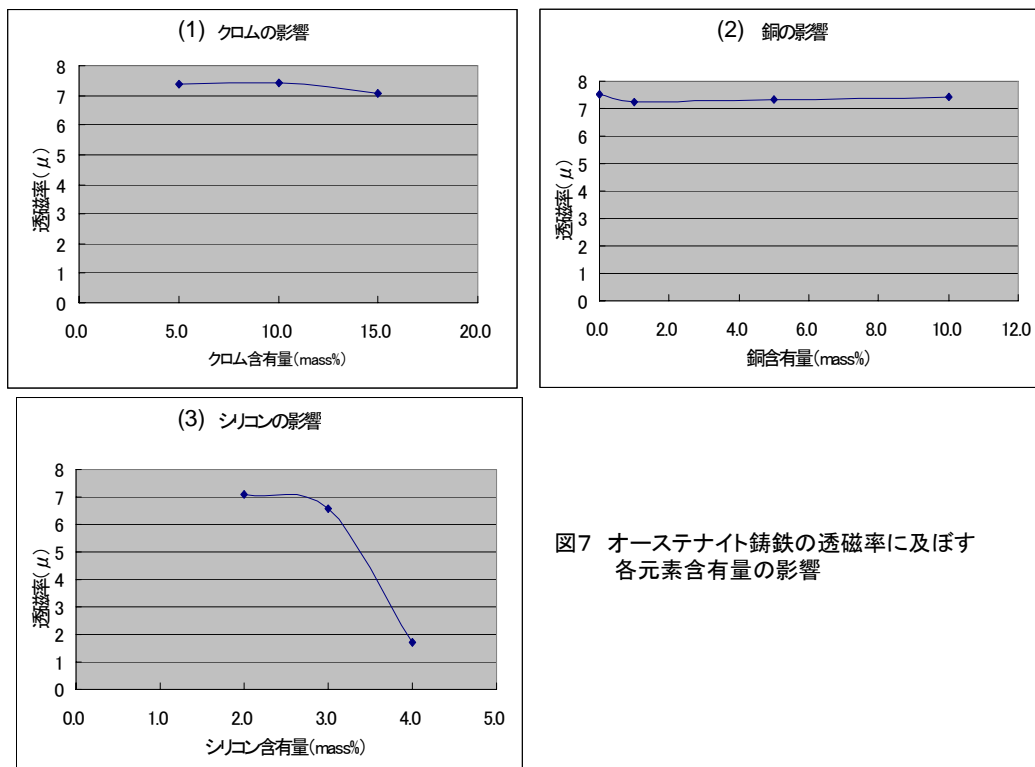 (1) クロムの影響
8
7
6
5
4
3
2
1
0
透磁率(μ)
0.0 5.0 10.0 15.0 20.0
クロム含有量(mass%)
(2) 銅の影響
8
7
6
5
4
3
2
1
0
透磁率(μ)
0.0 2.0 4.0 6.0 8.0 10.0 12.0
銅含有量(mass%)
(3) シリコンの影響
8
7
6
5
4
3
2
1
0
透磁率(μ)
0.0 1.0 2.0 3.0 4.0 5.0
シリコン含有量(mass%)
図7 オーステナイト鋳鉄の透磁率に及ぼす
各元素含有量の影響